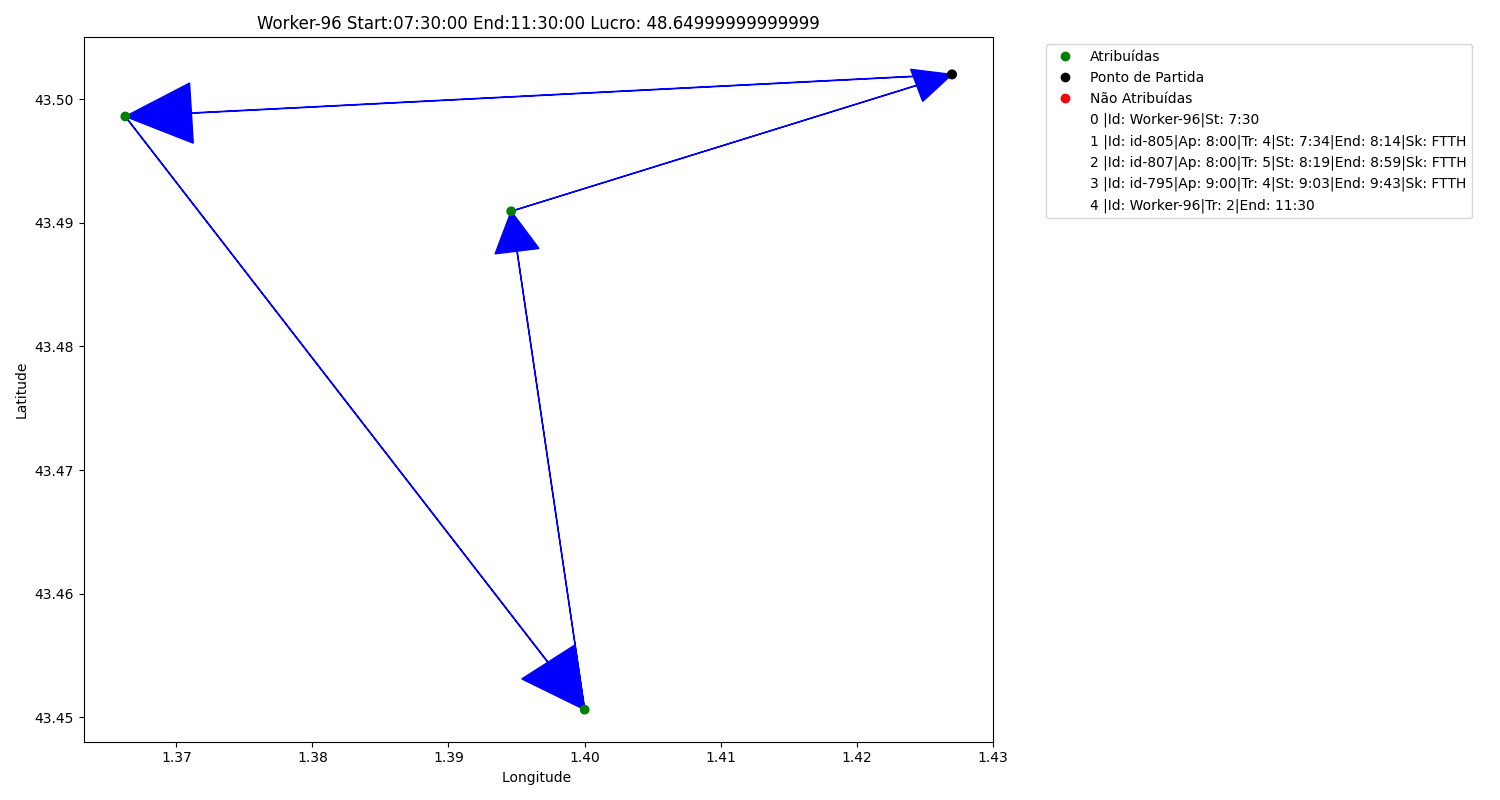 Worker-96 Start:07:30:00 End:11:30:00 Lucro: 48.64999999999999
Atribuídas
Ponto de Partida
Não Atribuídas
0 |Id: Worker-96|St: 7:30
1 |Id: id-805|Ap: 8:00|Tr: 4|St: 7:34|End: 8:14|Sk: FTTH
2 |Id: id-807|Ap: 8:00|Tr: 5|St: 8:19|End: 8:59|Sk: FTTH
3 |Id: id-795|Ap: 9:00|Tr: 4|St: 9:03|End: 9:43|Sk: FTTH
4 |Id: Worker-96|Tr: 2|End: 11:30
Latitude
43.50
43.49
43.48
43.47
43.46
43.45
1.37 1.38 1.39 1.40 1.41 1.42 1.43
Longitude